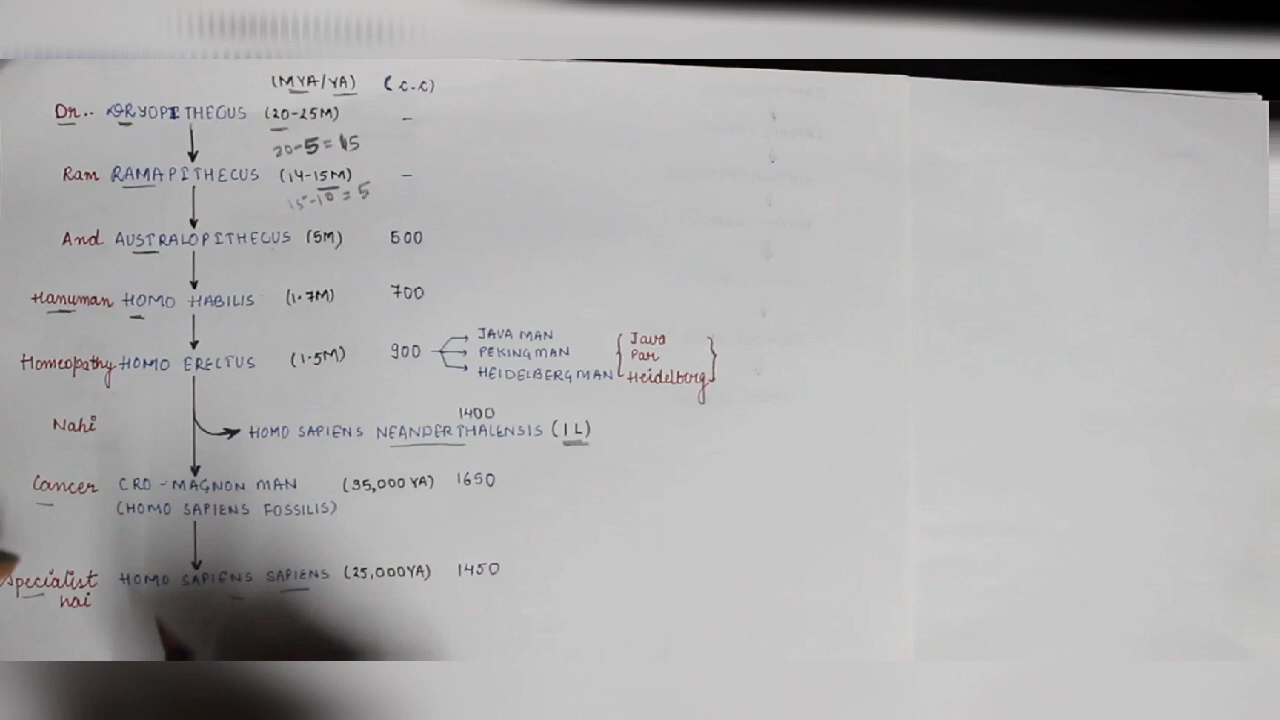 (MYA/YA) (C.C)
Dr.. DRYOPITHECUS (20-25M) -
20-5=15
Ram RAMAPITHECUS (14-15M) -
15-10=5
And AUSTRALOPITHECUS (5M) 500
Hanuman HOMO HABILIS (1.7M) 700
JAVA MAN Java
Homeopathy HOMO ERECTUS (1.5M) 900 PEKING MAN Par
HEIDELBERG MAN Heidelborg
1400
Nahi HOMO SAPIENS NEANDERTHALENSIS (1L)
Cancer CRO-MAGNON MAN (35,000 YA) 1650
(HOMO SAPIENS FOSSILIS)
Specialist HOMO SAPIENS SAPIENS (25,000YA) 1450
hai